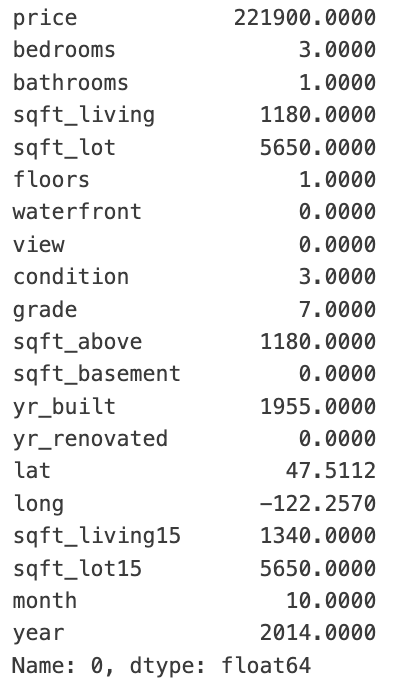 price 221900.0000
bedrooms 3.0000
bathrooms 1.0000
sqft_living 1180.0000
sqft_lot 5650.0000
floors 1.0000
waterfront 0.0000
view 0.0000
condition 3.0000
grade 7.0000
sqft_above 1180.0000
sqft_basement 0.0000
yr_built 1955.0000
yr_renovated 0.0000
lat 47.5112
long -122.2570
sqft_living15 1340.0000
sqft_lot15 5650.0000
month 10.0000
year 2014.0000
Name: 0, dtype: float64